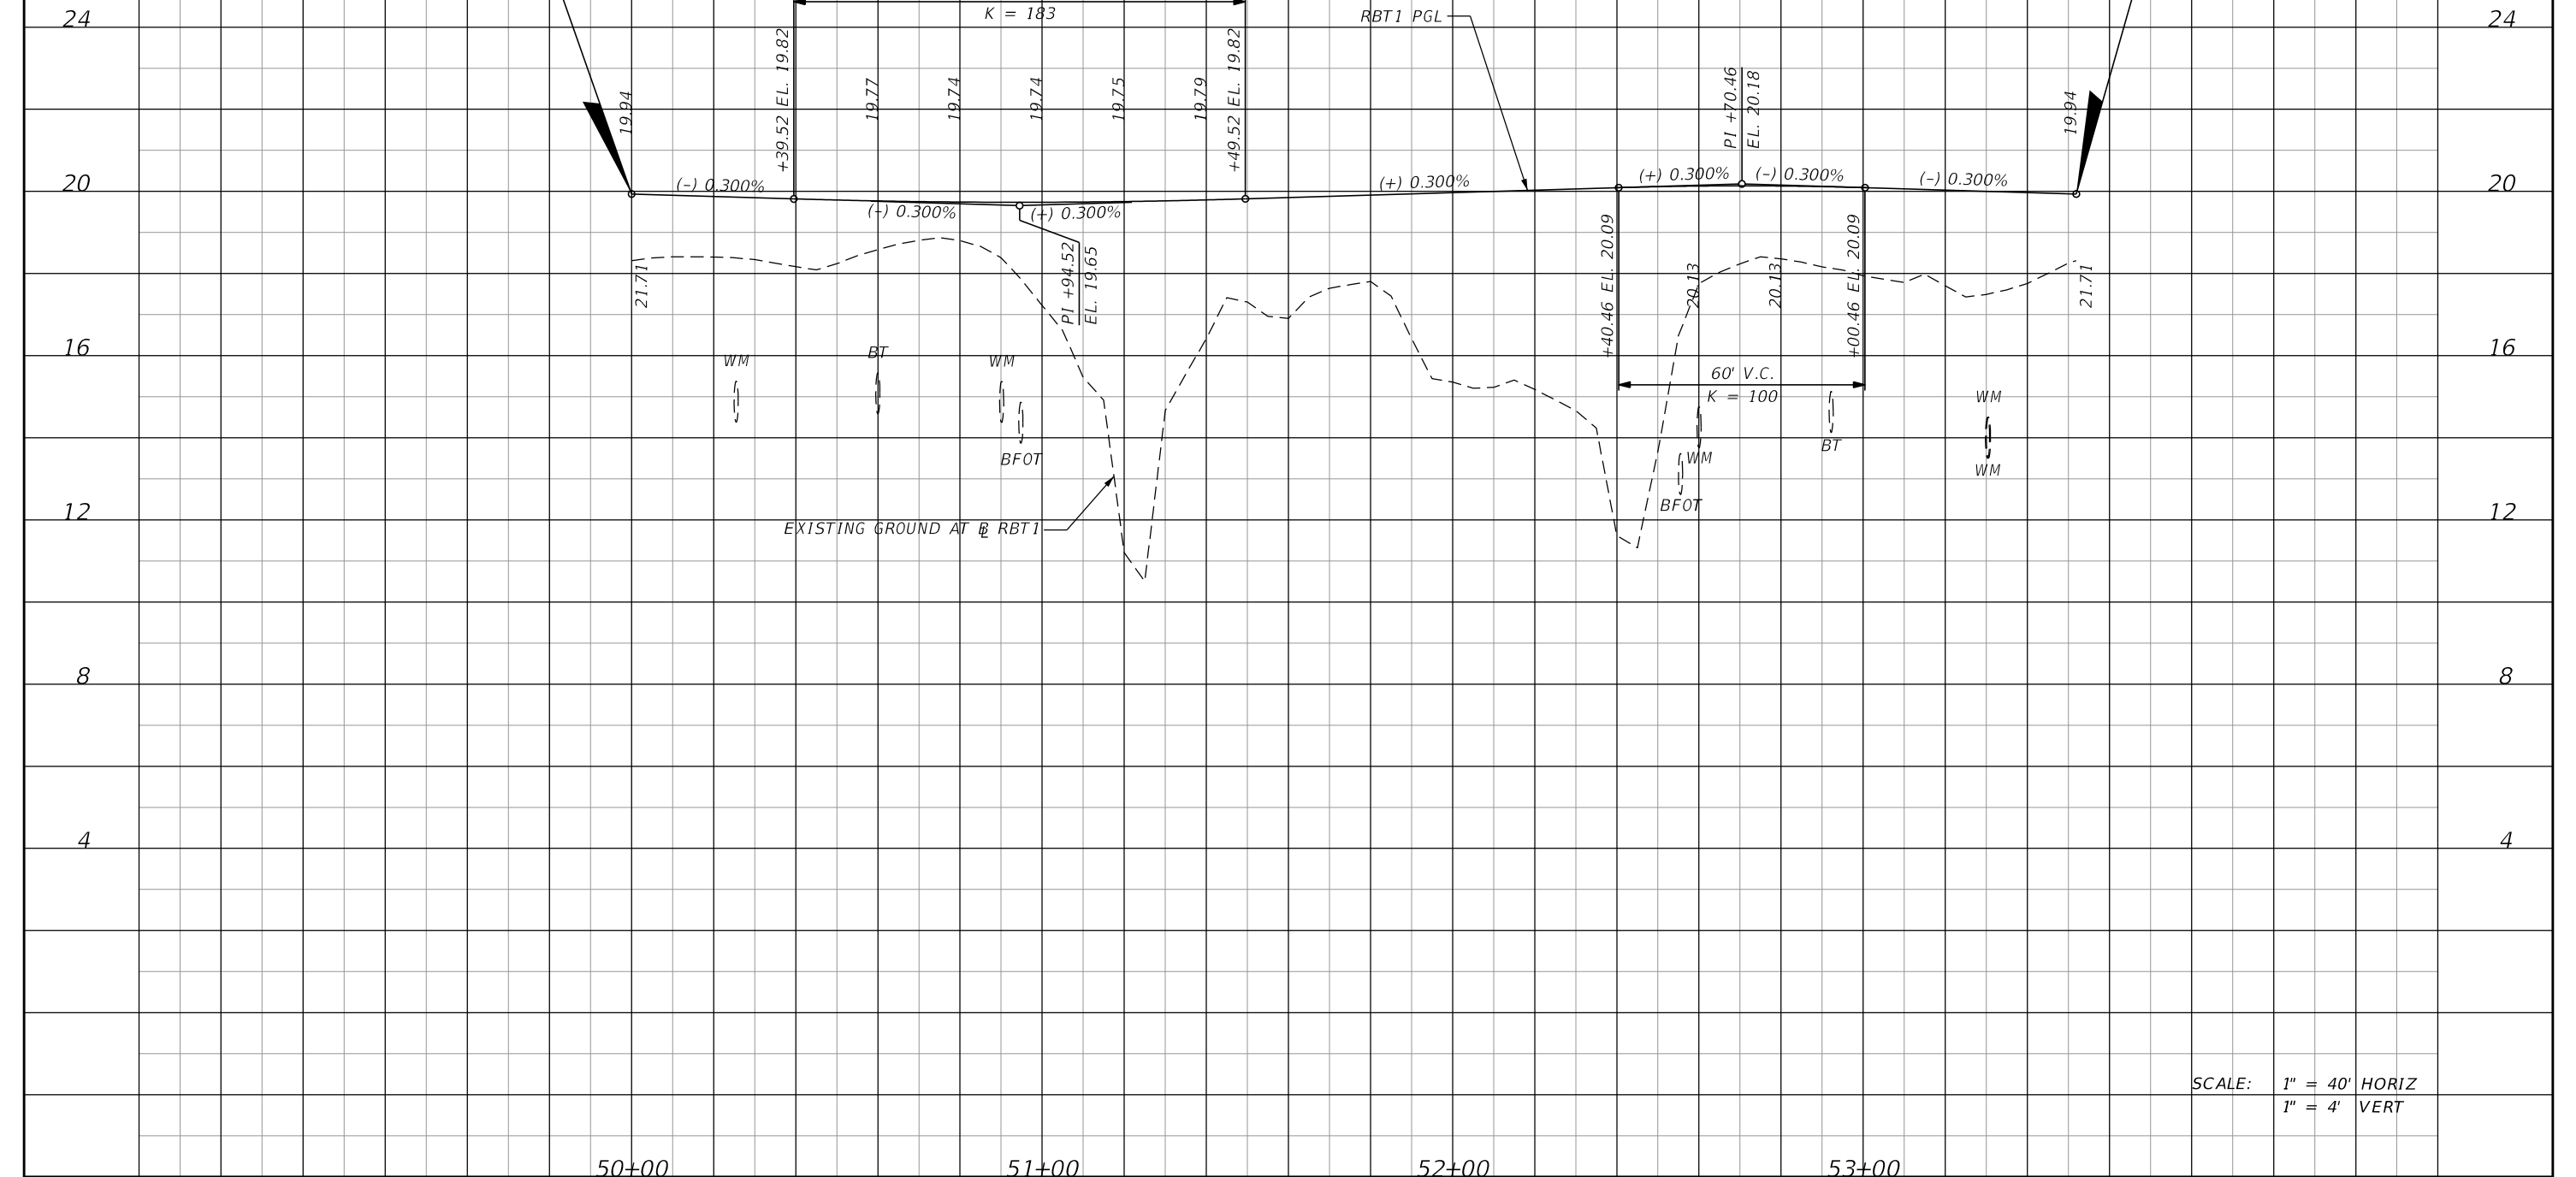 24
K = 183
RBT1 PGL
24
19.94
+39.52 EL. 19.82
19.77
19.74
19.74
19.75
19.79
+49.52 EL. 19.82
PI +70.46
EL. 20.18
19.94
20
(-) 0.300%
(-) 0.300%
(+) 0.300%
(+) 0.300%
(+) 0.300%
(-) 0.300%
(-) 0.300%
20
21.71
PI +94.52
EL. 19.65
+40.46 EL. 20.09
20.13
20.13
+00.46 EL. 20.09
21.71
16
WM
BT
WM
BFOT
60' V.C.
K = 100
WM
BFOT
BT
WM
WM
16
12
EXISTING GROUND AT BL RBT1
12
8
8
4
4
SCALE: 1" = 40' HORIZ
1" = 4' VERT
50+00
51+00
52+00
53+00